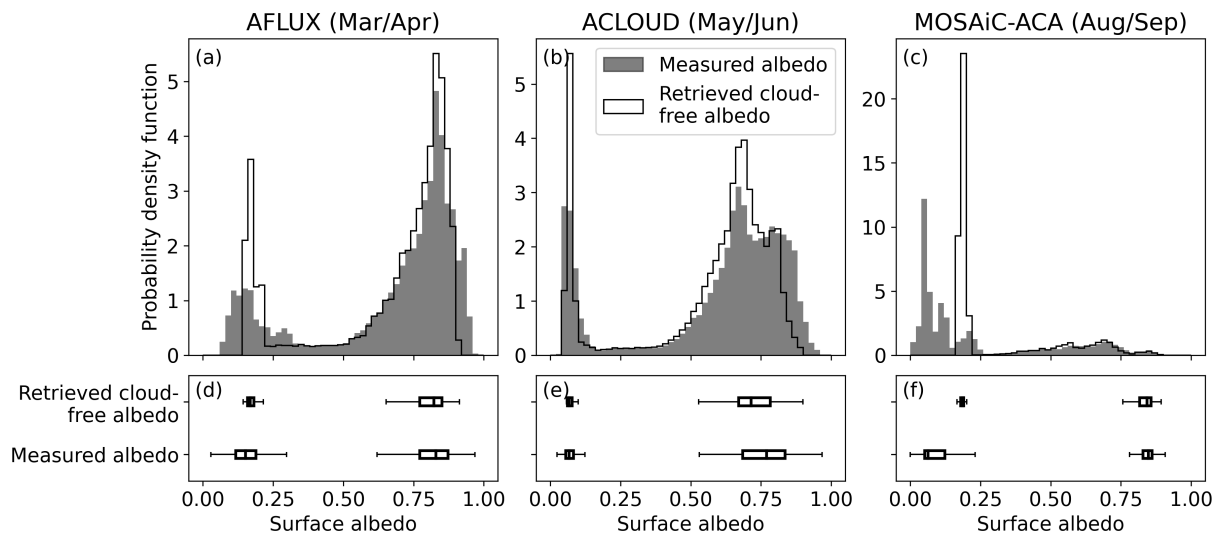 AFLUX (Mar/Apr)
ACLOUD (May/Jun)
MOSAiC-ACA (Aug/Sep)
(a)
(b)
(c)
Measured albedo
Retrieved cloud-
free albedo
Probability density function
5
4
3
2
1
0
5
4
3
2
1
0
20
15
10
5
0
(d)
(e)
(f)
Retrieved cloud-
free albedo
Measured albedo
0.00 0.25 0.50 0.75 1.00
0.00 0.25 0.50 0.75 1.00
0.00 0.25 0.50 0.75 1.00
Surface albedo
Surface albedo
Surface albedo